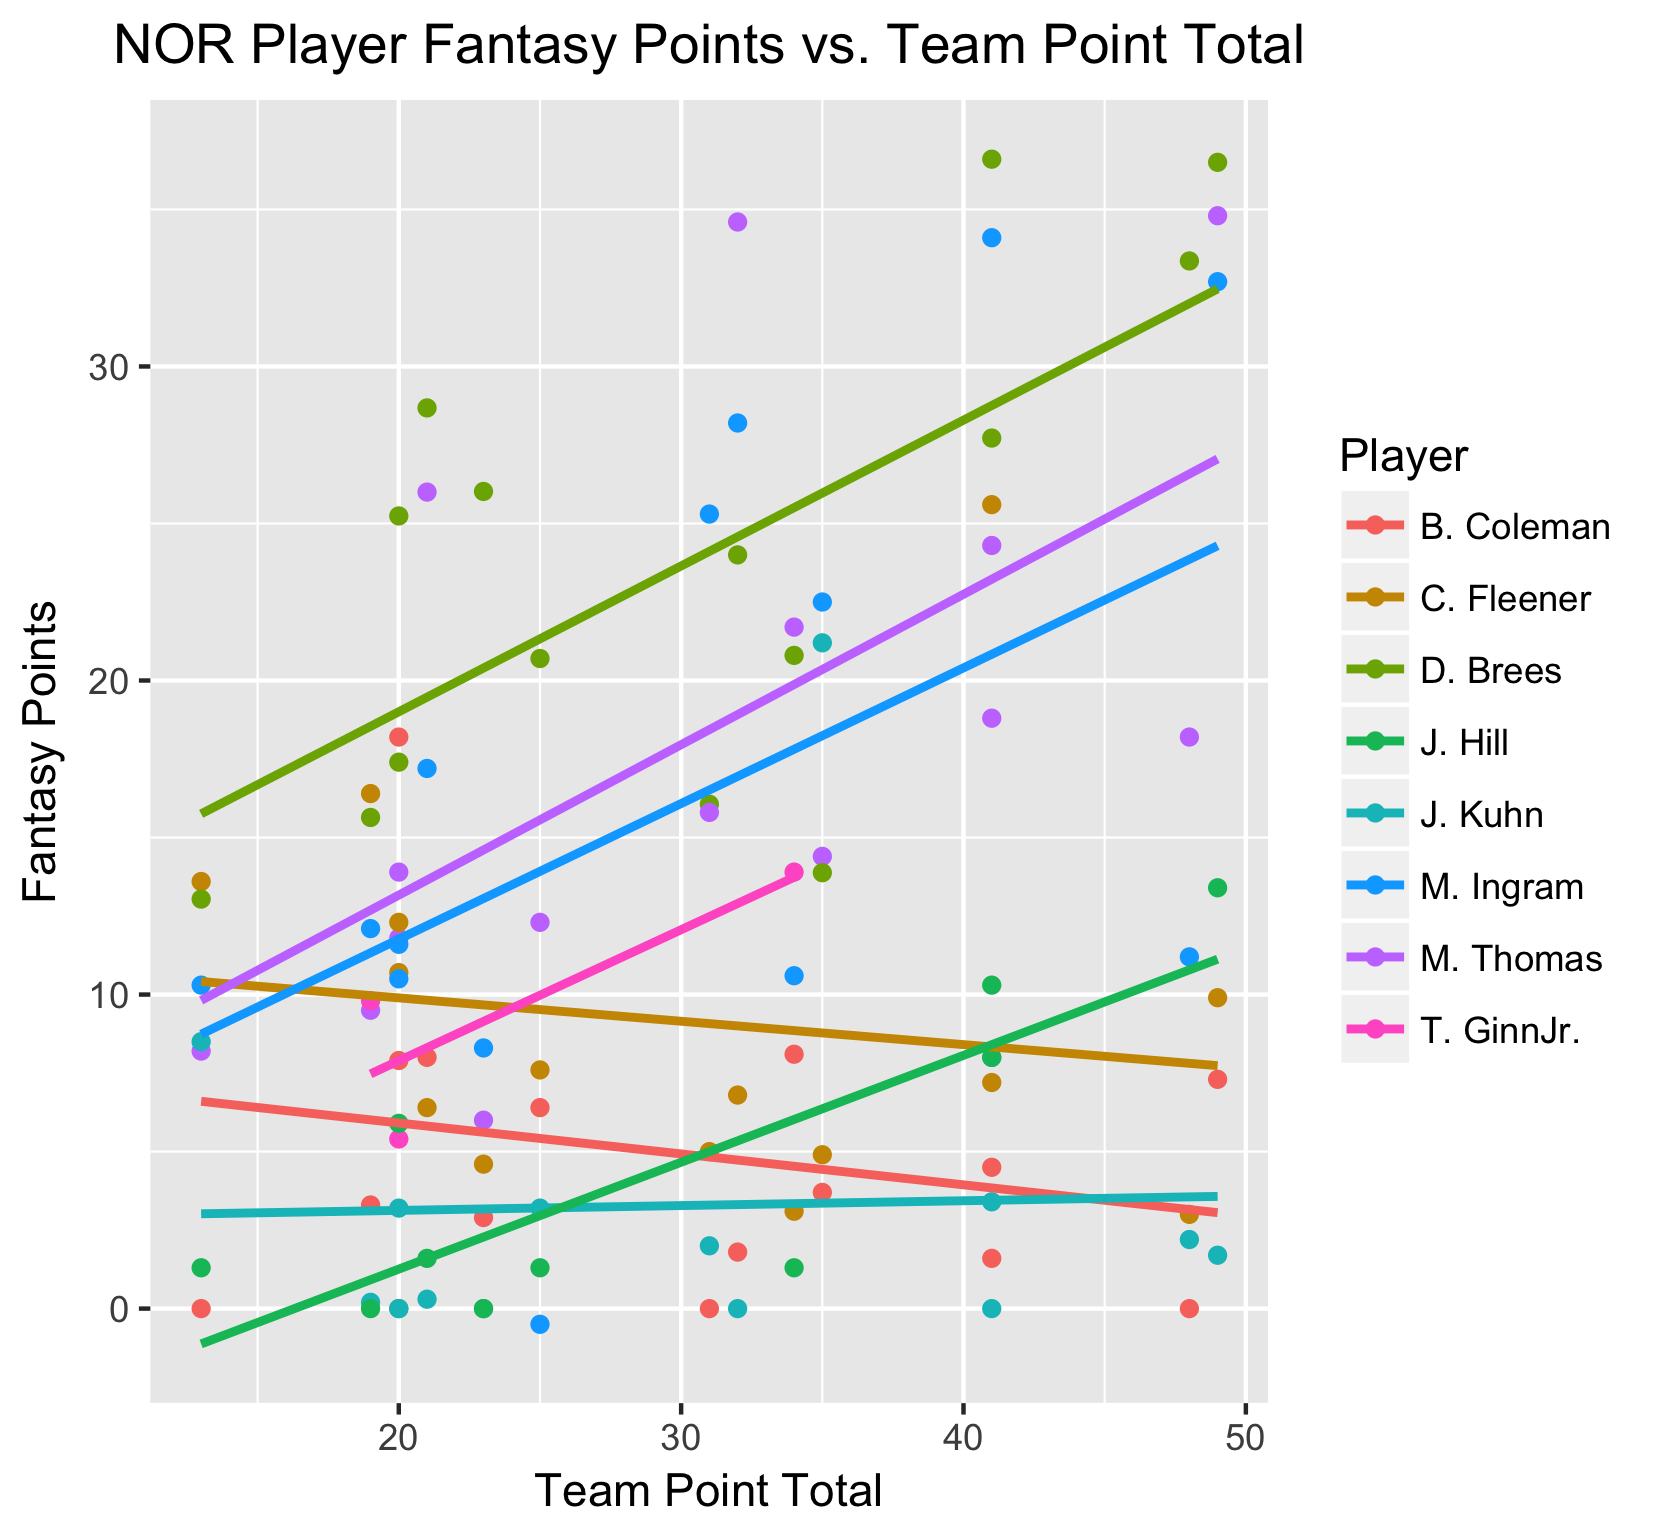 NOR Player Fantasy Points vs. Team Point Total
Fantasy Points
30
20
10
0
20
30
40
50
Team Point Total
Player
B. Coleman
C. Fleener
D. Brees
J. Hill
J. Kuhn
M. Ingram
M. Thomas
T. GinnJr.